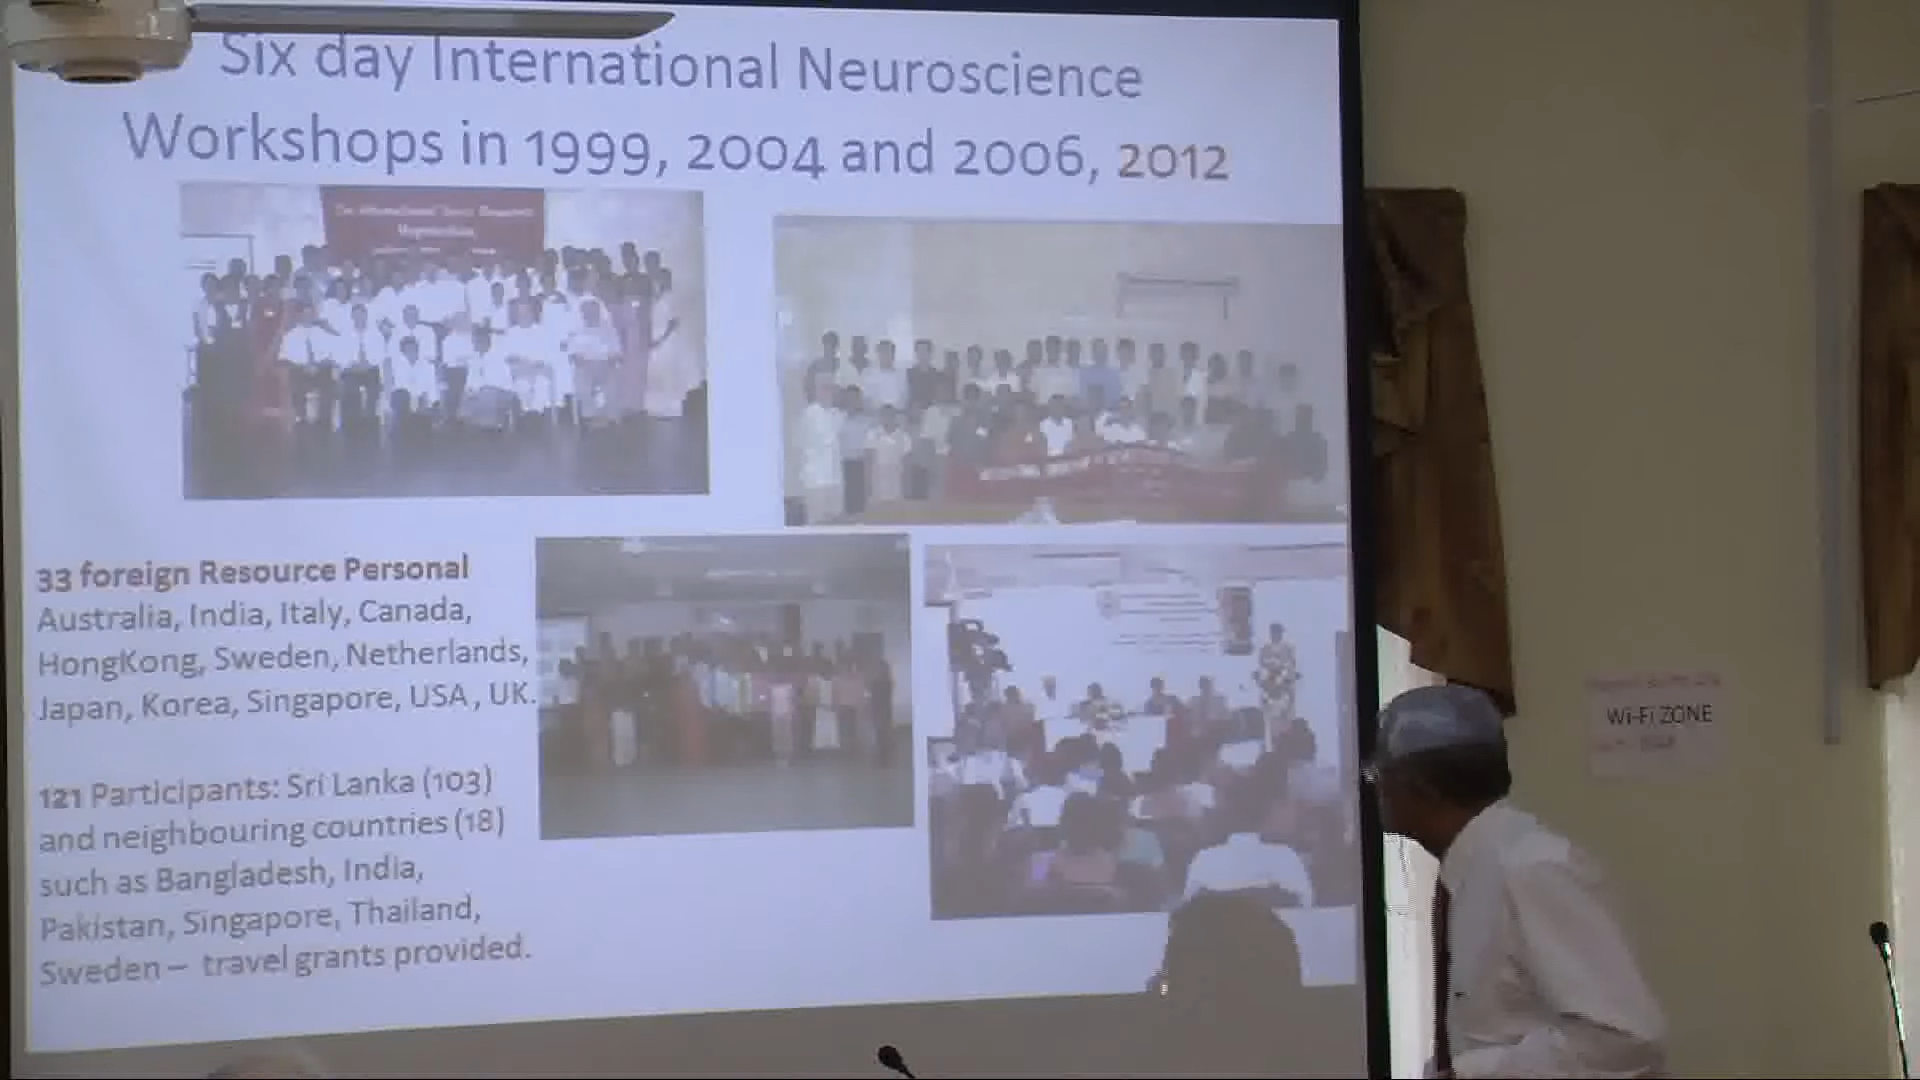 Six day International Neuroscience
Workshops in 1999, 2004 and 2006, 2012
33 foreign Resource Personal
Australia, India, Italy, Canada,
HongKong, Sweden, Netherlands,
Japan, Korea, Singapore, USA, UK.
121 Participants: Sri Lanka (103)
and neighbouring countries (18)
such as Bangladesh, India,
Pakistan, Singapore, Thailand,
Sweden – travel grants provided.
Wi-Fi ZONE